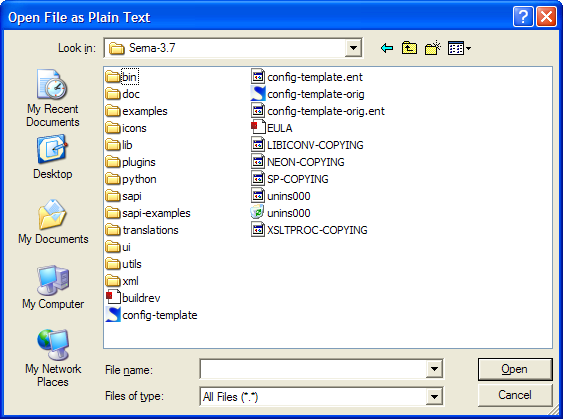 Open File as Plain Text
Look in: Sema-3.7
My Recent
Documents
Desktop
My Documents
My Computer
My Network
Places
bin
doc
examples
icons
lib
plugins
python
sapi
sapi-examples
translations
ui
utils
xml
buildrev
config-template
config-template.ent
config-template-orig
config-template-orig.ent
EULA
LIBICONV-COPYING
NEON-COPYING
SP-COPYING
unins000
unins000
XSLTPROC-COPYING
File name:
Open
Files of type: All Files (*.*)
Cancel